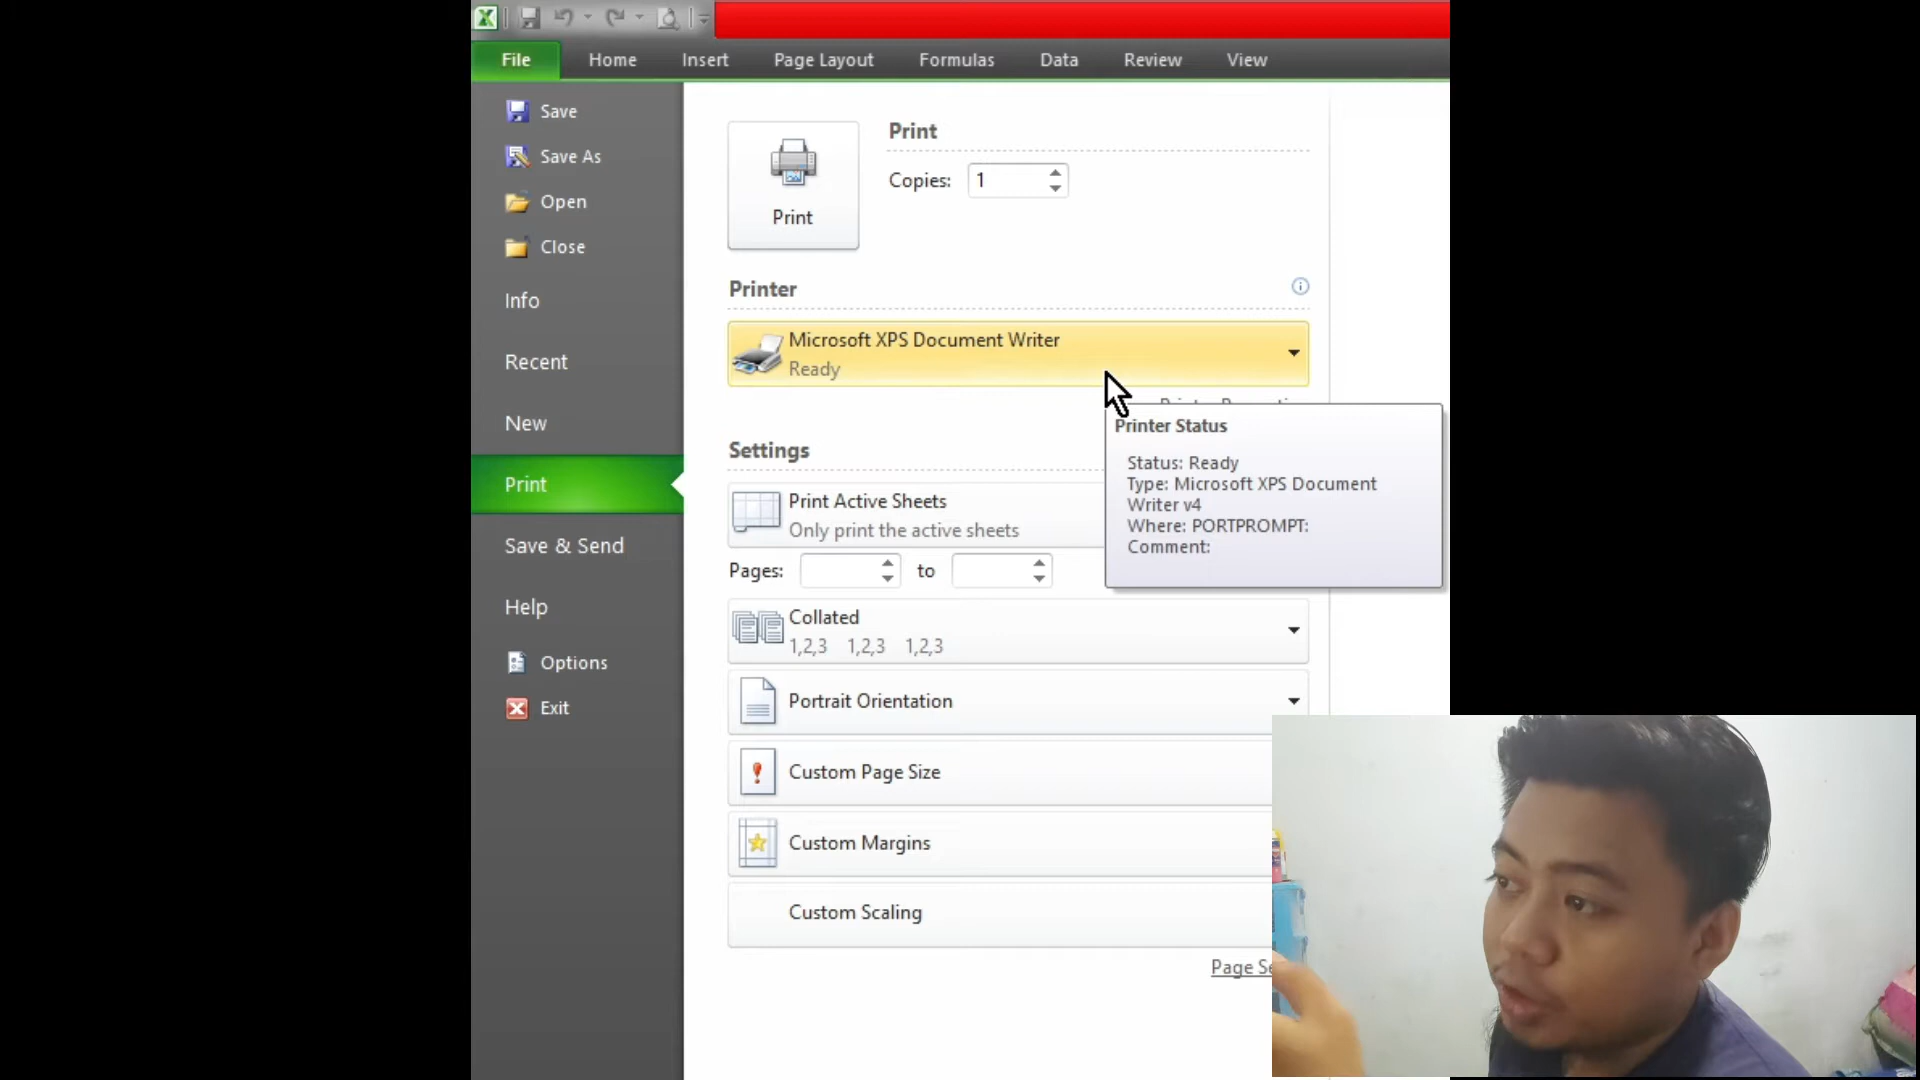 File Home Insert Page Layout Formulas Data Review View
Save
Save As
Open
Close
Info
Recent
New
Print
Save & Send
Help
Options
Exit
Print
Print
Copies: 1
Printer
Microsoft XPS Document Writer
Ready
Printer Status
Status: Ready
Type: Microsoft XPS Document
Writer v4
Where: PORTPROMPT:
Comment:
Settings
Print Active Sheets
Only print the active sheets
Pages: to
Collated
1,2,3 1,2,3 1,2,3
Portrait Orientation
Custom Page Size
Custom Margins
Custom Scaling
Page Se